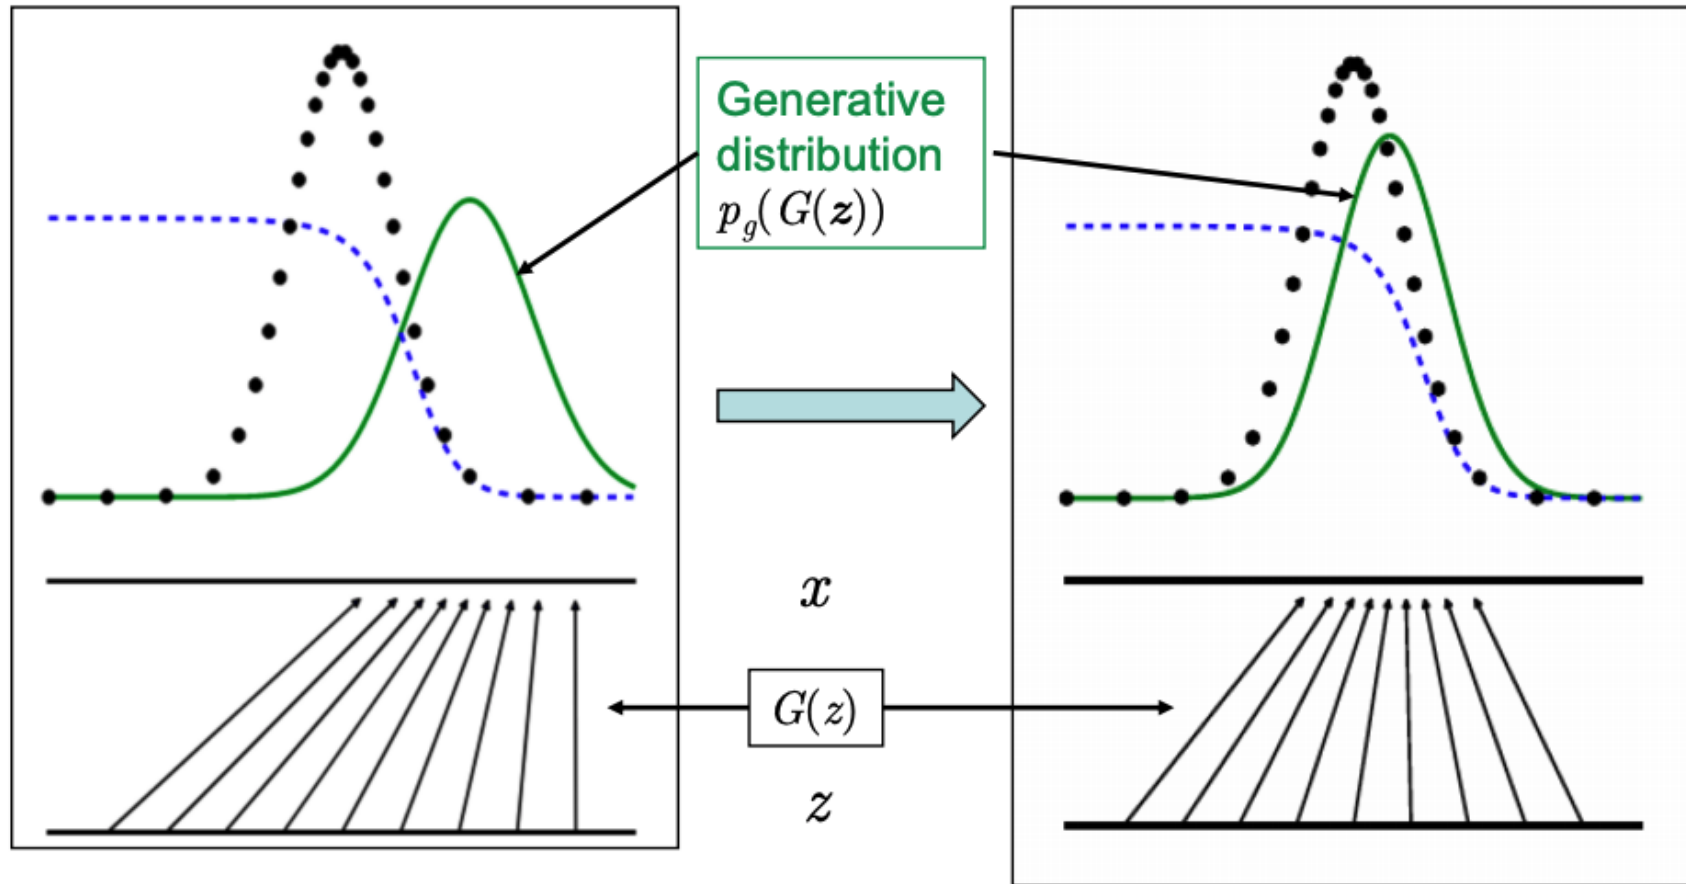 Generative
distribution
p_g(G(z))
x
G(z)
z